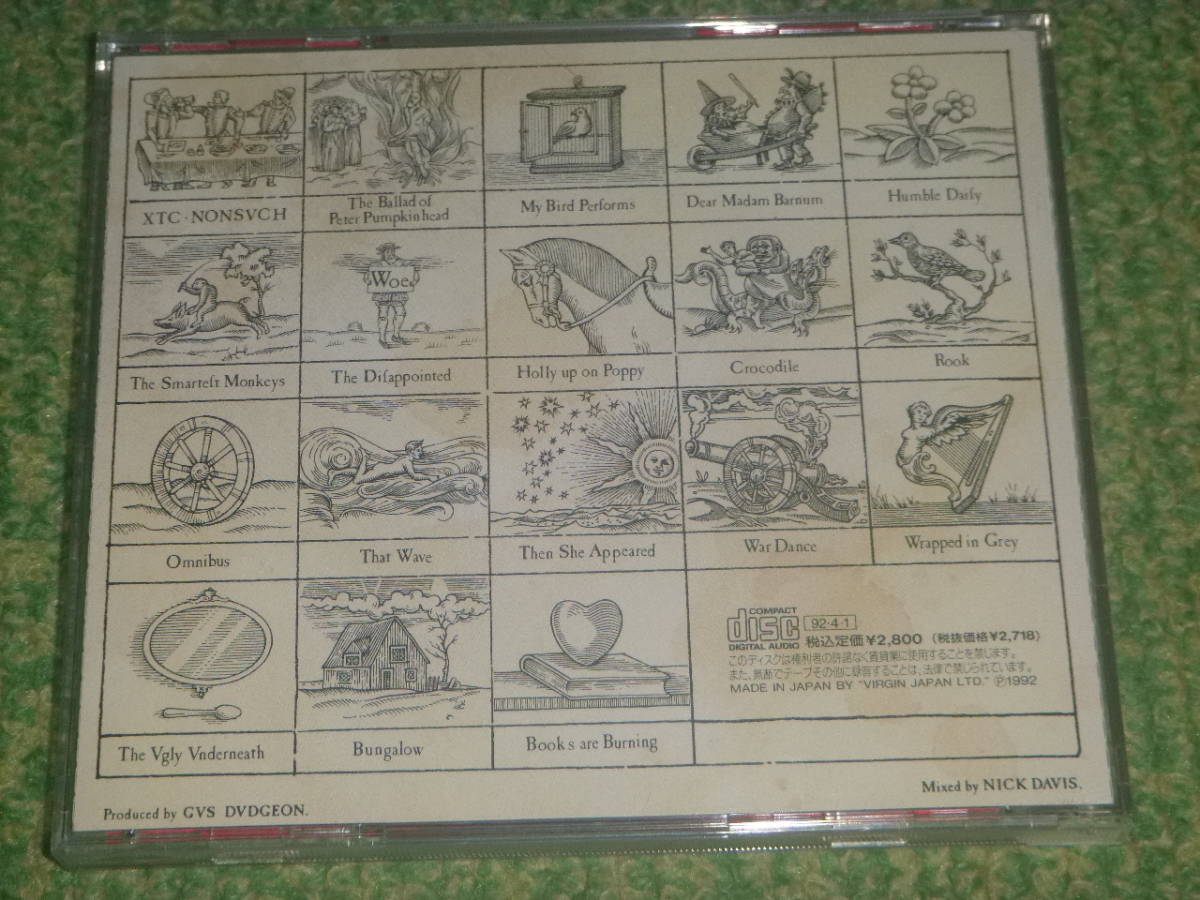 XTC · NONSVCH
The Ballad of
Peter Pumpkinhead
My Bird Performs
Dear Madam Barnum
Humble Daiſy
The Smarteſt Monkeys
Woe
The Diſappointed
Holly up on Poppy
Crocodile
Rook
Omnibus
That Wave
Then She Appeared
War Dance
Wrapped in Grey
The Vgly Vnderneath
Bungalow
Books are Burning
COMPACT
disc
DIGITAL AUDIO
92·4·1
税込定価¥2,800 (税抜価格¥2,718)
このディスクは権利者の許諾なく賃貸業に使用することを禁じます。
また、無断でテープその他に録音することは、法律で禁じられています。
MADE IN JAPAN BY "VIRGIN JAPAN LTD." ℗1992
Produced by GVS DVDGEON.
Mixed by NICK DAVIS.